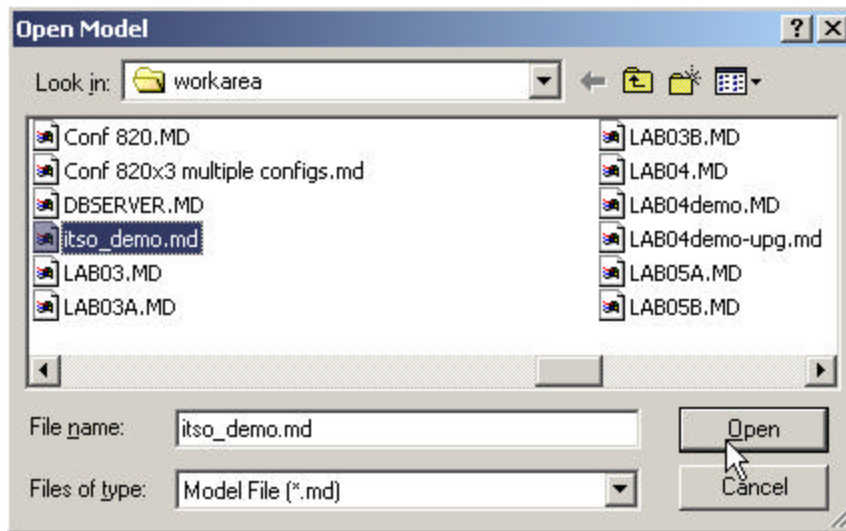 Open Model
Look in: workarea
Conf 820.MD
Conf 820x3 multiple configs.md
DBSERVER.MD
itso_demo.md
LAB03.MD
LAB03A.MD
LAB03B.MD
LAB04.MD
LAB04demo.MD
LAB04demo-upg.md
LAB05A.MD
LAB05B.MD
File name: itso_demo.md Open
Files of type: Model File (*.md) Cancel